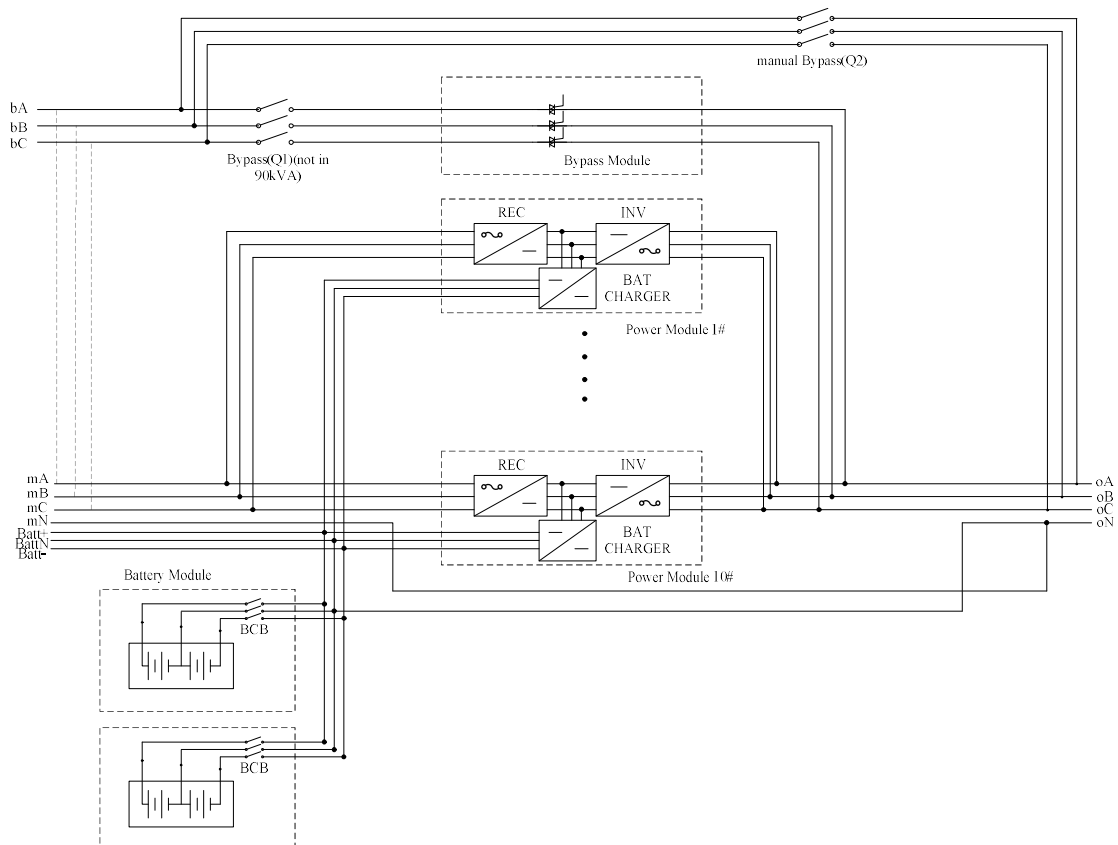 manual Bypass(Q2)
bA
bB
bC
Bypass(Q1)(not in
90kVA)
Bypass Module
REC
INV
BAT
CHARGER
Power Module 1#
mA
mB
mC
mN
Batt+
BattN
Batt-
REC
INV
BAT
CHARGER
Power Module 10#
oA
oB
oC
oN
Battery Module
BCB
BCB